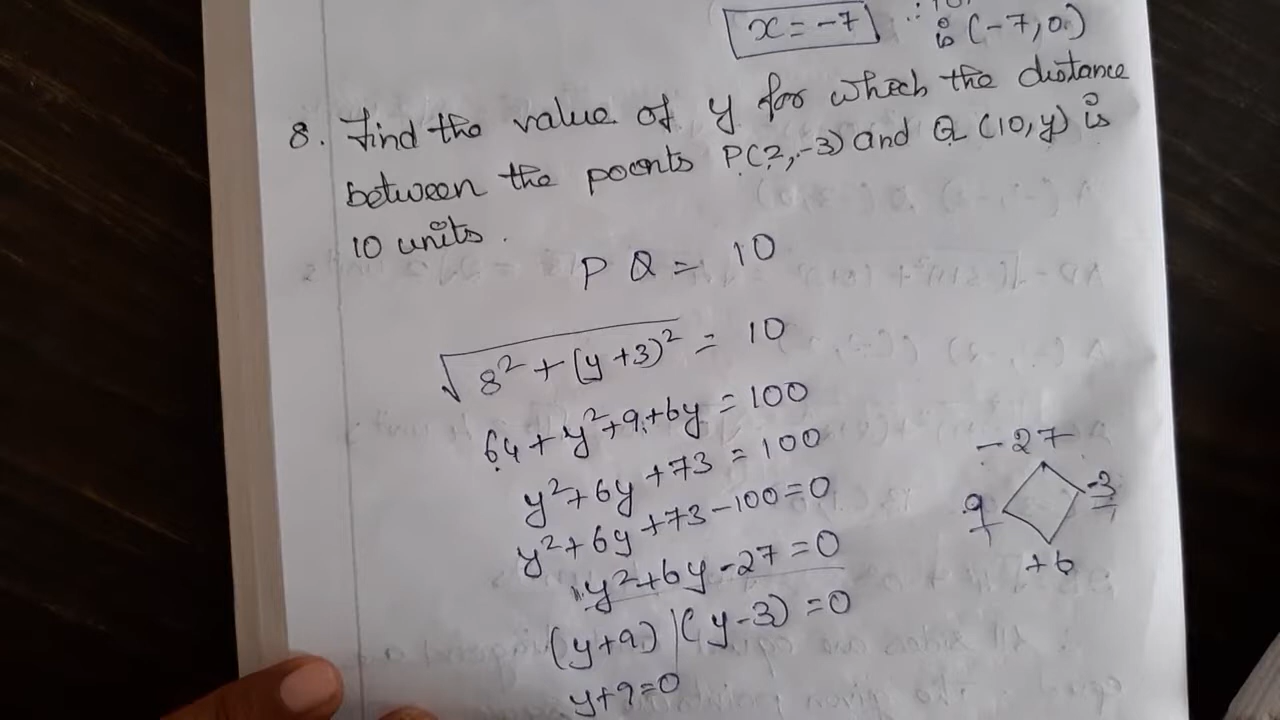 x = -7
is (-7, 0)
8. Find the value of y for which the distance
between the points P(2, -3) and Q (10, y) is
10 units.
PQ = 10
√8² + (y +3)² = 10
64 + y² + 9 + 6y = 100
y² + 6y + 73 = 100
y² + 6y + 73 - 100 = 0
y² + 6y - 27 = 0
(y+9) (y-3) = 0
y+9=0
-27
9 -3
+6